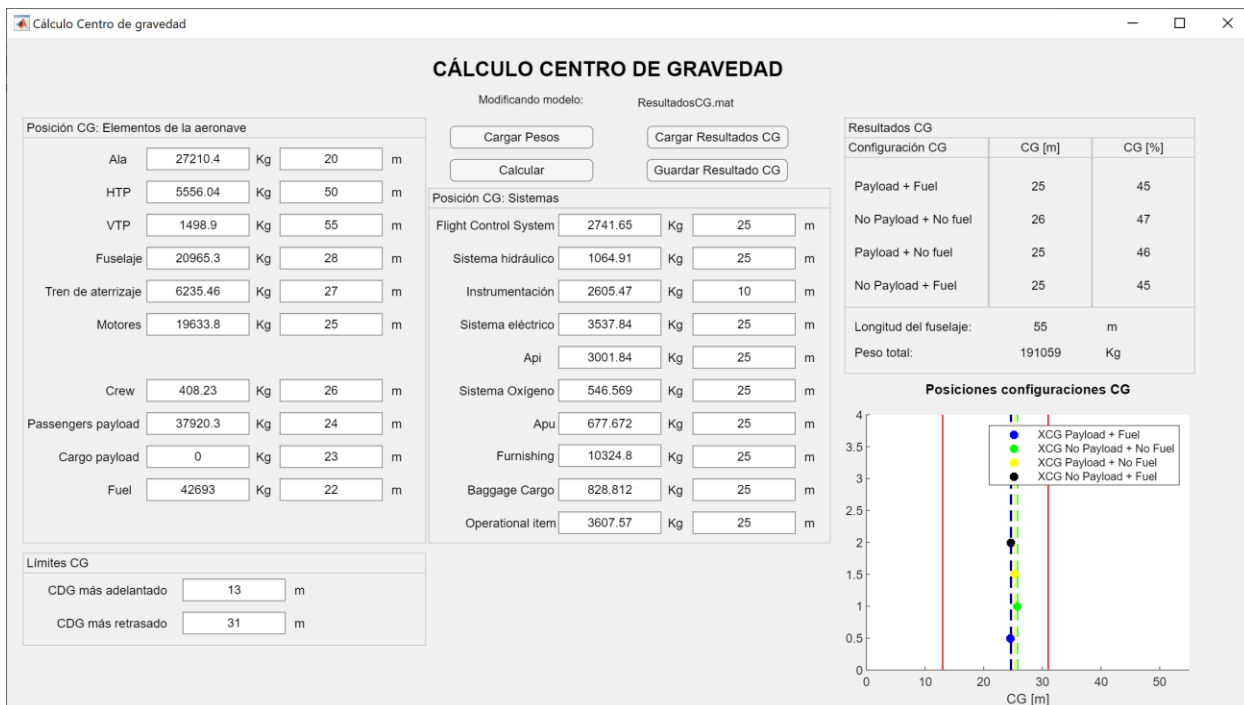 Cálculo Centro de gravedad
CÁLCULO CENTRO DE GRAVEDAD
Modificando modelo: ResultadosCG.mat
Cargar Pesos Cargar Resultados CG
Calcular Guardar Resultado CG
Posición CG: Elementos de la aeronave
Ala 27210.4 Kg 20 m
HTP 5556.04 Kg 50 m
VTP 1498.9 Kg 55 m
Fuselaje 20965.3 Kg 28 m
Tren de aterrizaje 6235.46 Kg 27 m
Motores 19633.8 Kg 25 m
Crew 408.23 Kg 26 m
Passengers payload 37920.3 Kg 24 m
Cargo payload 0 Kg 23 m
Fuel 42693 Kg 22 m
Límites CG
CDG más adelantado 13 m
CDG más retrasado 31 m
Posición CG: Sistemas
Flight Control System 2741.65 Kg 25 m
Sistema hidráulico 1064.91 Kg 25 m
Instrumentación 2605.47 Kg 10 m
Sistema eléctrico 3537.84 Kg 25 m
Api 3001.84 Kg 25 m
Sistema Oxígeno 546.569 Kg 25 m
Apu 677.672 Kg 25 m
Furnishing 10324.8 Kg 25 m
Baggage Cargo 828.812 Kg 25 m
Operational item 3607.57 Kg 25 m
Resultados CG
Configuración CG CG [m] CG [%]
Payload + Fuel 25 45
No Payload + No fuel 26 47
Payload + No fuel 25 46
No Payload + Fuel 25 45
Longitud del fuselaje: 55 m
Peso total: 191059 Kg
Posiciones configuraciones CG
4
3.5
3
2.5
2
1.5
1
0.5
0
XCG Payload + Fuel
XCG No Payload + No Fuel
XCG Payload + No Fuel
XCG No Payload + Fuel
0 10 20 30 40 50
CG [m]